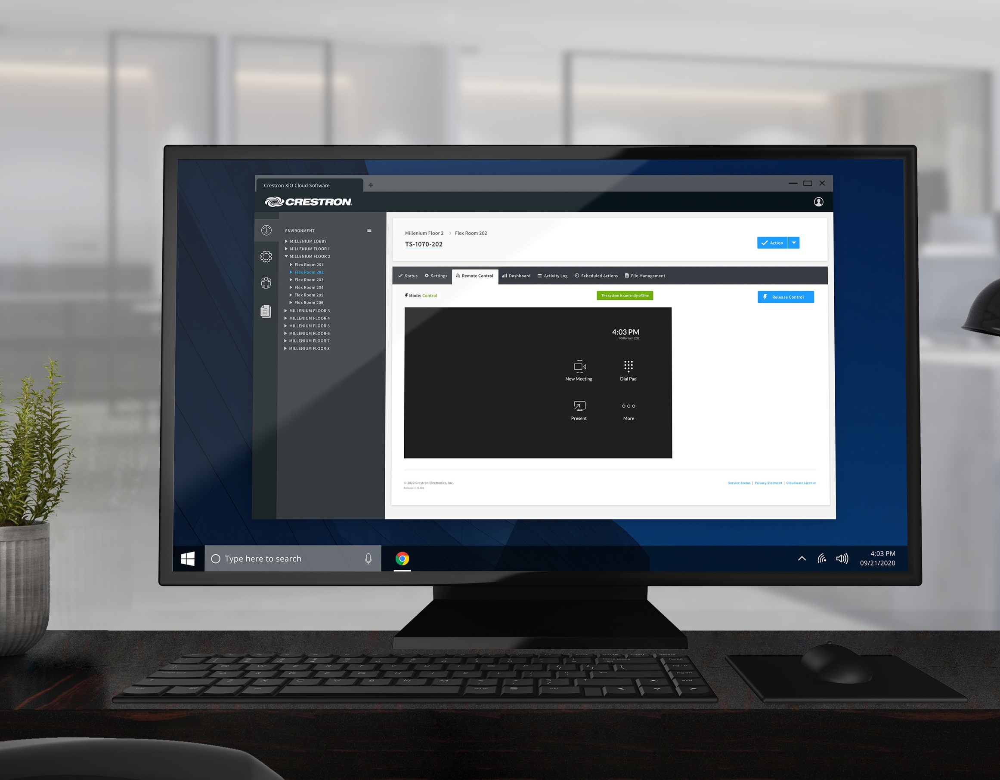 Crestron XiO Cloud Software
+
CRESTRON
ENVIRONMENT
MILLENIUM LOBBY
MILLENIUM FLOOR 1
MILLENIUM FLOOR 2
Flex Room 201
Flex Room 202
Flex Room 203
Flex Room 204
Flex Room 205
Flex Room 206
MILLENIUM FLOOR 3
MILLENIUM FLOOR 4
MILLENIUM FLOOR 5
MILLENIUM FLOOR 6
MILLENIUM FLOOR 7
MILLENIUM FLOOR 8
Millenium Floor 2 > Flex Room 202
TS-1070-202
Action
Status Settings Remote Control Dashboard Activity Log Scheduled Actions File Management
Mode: Control
The system is currently offline
Release Control
4:03 PM
Millenium 202
New Meeting
Dial Pad
Present
More
© 2020 Crestron Electronics, Inc.
Release-1.15.128
Service Status | Privacy Statment | Cloudware License
Type here to search
4:03 PM
09/21/2020